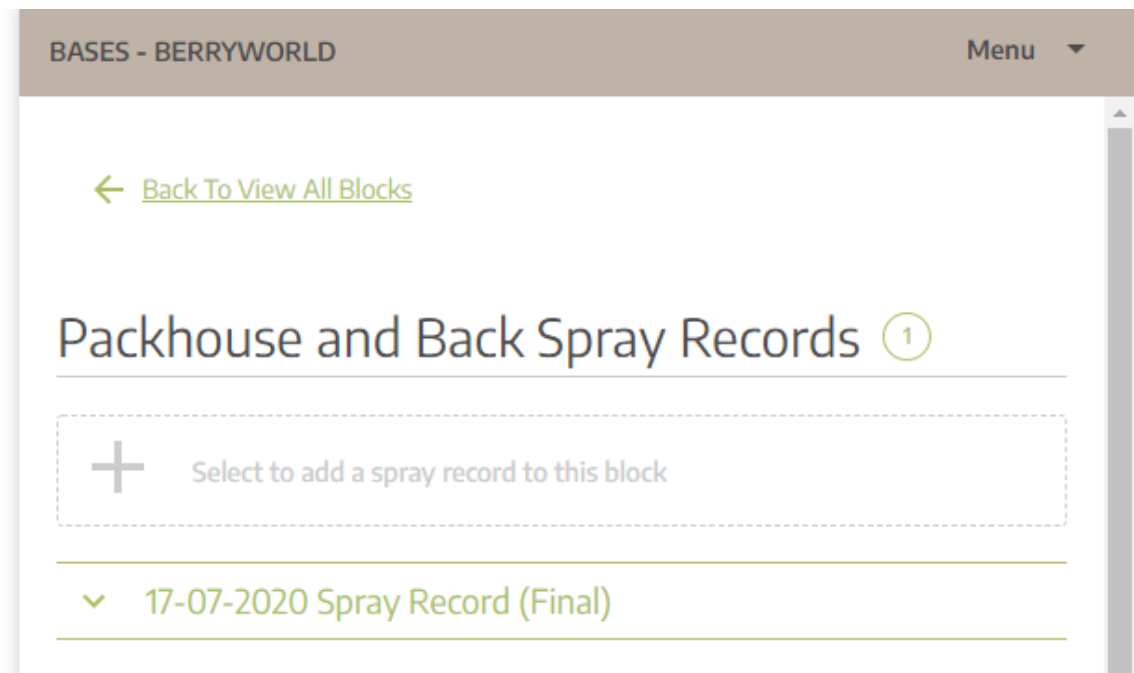 BASES - BERRYWORLD Menu
Back To View All Blocks
Packhouse and Back Spray Records 1
Select to add a spray record to this block
17-07-2020 Spray Record (Final)